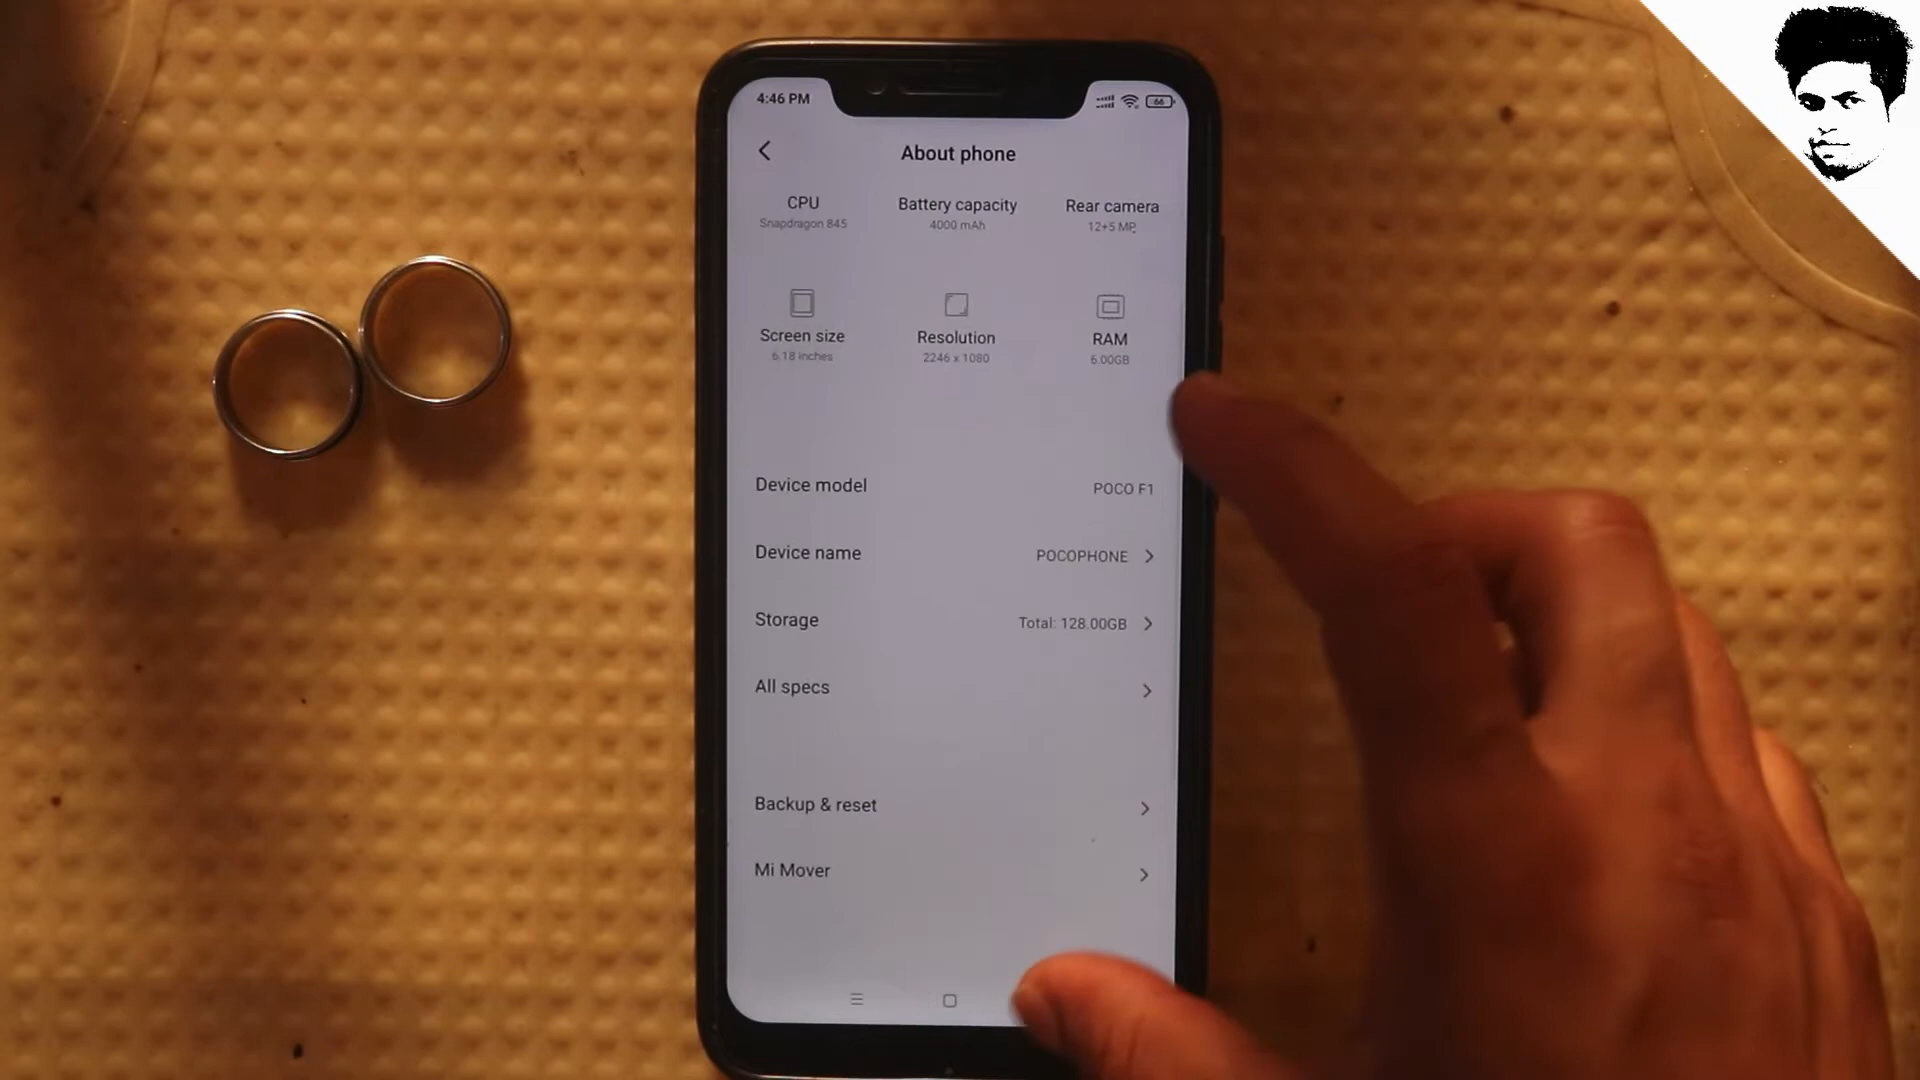 4:46 PM
66
About phone
CPU
Battery capacity
Rear camera
Snapdragon 845
4000 mAh
12+5 MP
Screen size
Resolution
RAM
6.18 inches
2246 x 1080
6.00GB
Device model
POCO F1
Device name
POCOPHONE
Storage
Total: 128.00GB
All specs
Backup & reset
Mi Mover